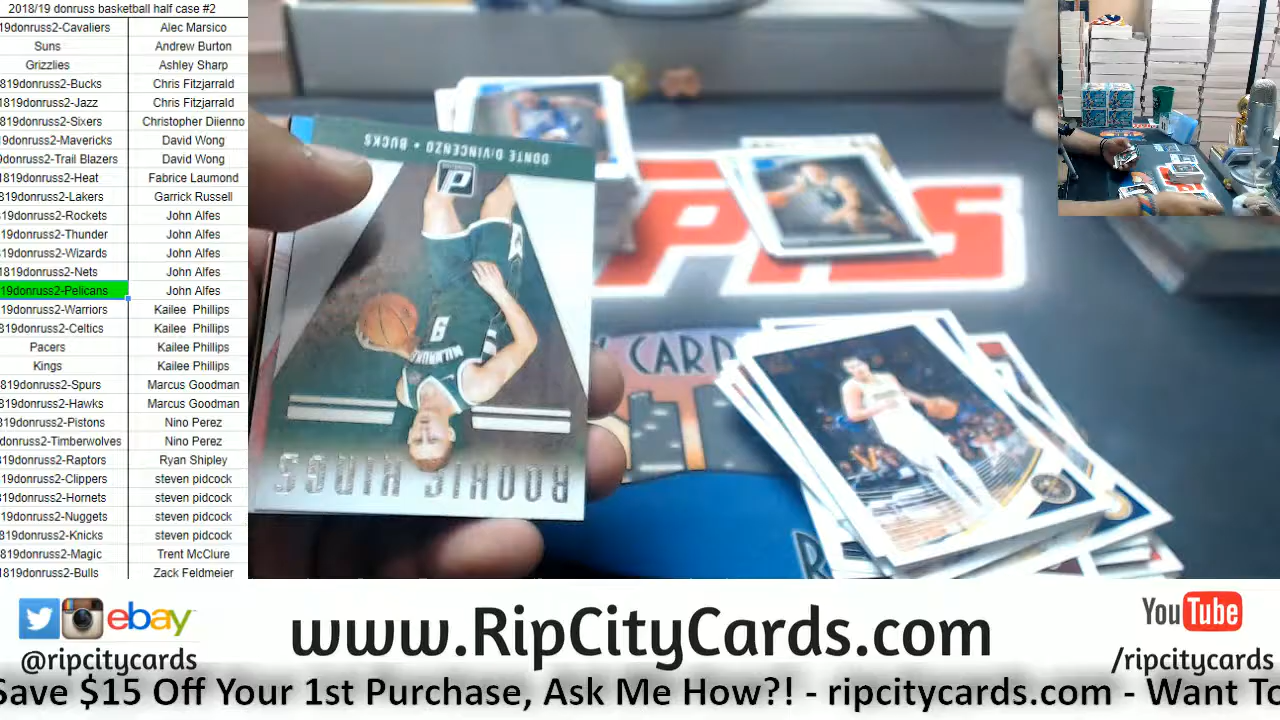 2018/19 donruss basketball half case #2
19donruss2-Cavaliers Alec Marsico
Suns Andrew Burton
Grizzlies Ashley Sharp
819donruss2-Bucks Chris Fitzjarrald
1819donruss2-Jazz Chris Fitzjarrald
819donruss2-Sixers Christopher Diienno
donruss2-Mavericks David Wong
donruss2-Trail Blazers David Wong
819donruss2-Heat Fabrice Laumond
819donruss2-Lakers Garrick Russell
19donruss2-Rockets John Alfes
19donruss2-Thunder John Alfes
19donruss2-Wizards John Alfes
1819donruss2-Nets John Alfes
19donruss2-Pelicans John Alfes
19donruss2-Warriors Kailee Phillips
819donruss2-Celtics Kailee Phillips
Pacers Kailee Phillips
Kings Kailee Phillips
819donruss2-Spurs Marcus Goodman
819donruss2-Hawks Marcus Goodman
19donruss2-Pistons Nino Perez
donruss2-Timberwolves Nino Perez
19donruss2-Raptors Ryan Shipley
19donruss2-Clippers steven pidcock
19donruss2-Hornets steven pidcock
19donruss2-Nuggets steven pidcock
819donruss2-Knicks steven pidcock
819donruss2-Magic Trent McClure
1819donruss2-Bulls Zack Feldmeier
DONTE DiVINCENZO • BUCKS
P
MILWAUKEE
9
ROOKIE KINGS
CARD
ebay
@ripcitycards
www.RipCityCards.com
YouTube
/ripcitycards
Save $15 Off Your 1st Purchase, Ask Me How?! - ripcitycards.com - Want To